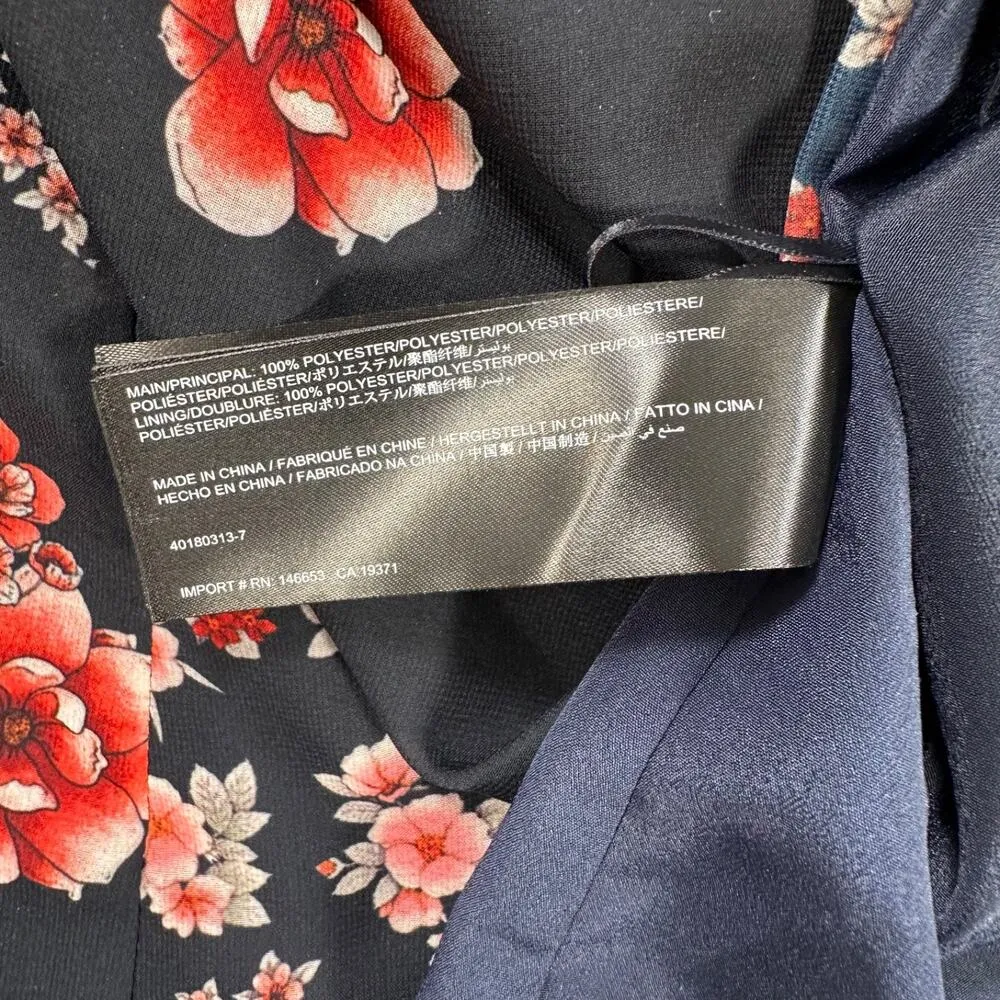 MAIN/PRINCIPAL: 100% POLYESTER/POLYESTER/POLYESTER/POLIESTERE/
POLIÉSTER/POLIÉSTER/ポリエステル/聚酯纤维/بوليستر
LINING/DOUBLURE: 100% POLYESTER/POLYESTER/POLYESTER/POLIESTERE/
POLIÉSTER/POLIÉSTER/ポリエステル/聚酯纤维/بوليستر
MADE IN CHINA / FABRIQUÉ EN CHINE / HERGESTELLT IN CHINA / FATTO IN CINA /
HECHO EN CHINA / FABRICADO NA CHINA / 中国製 / 中国制造 / صنع في الصين
40180313-7
IMPORT # RN: 146653 CA 19371